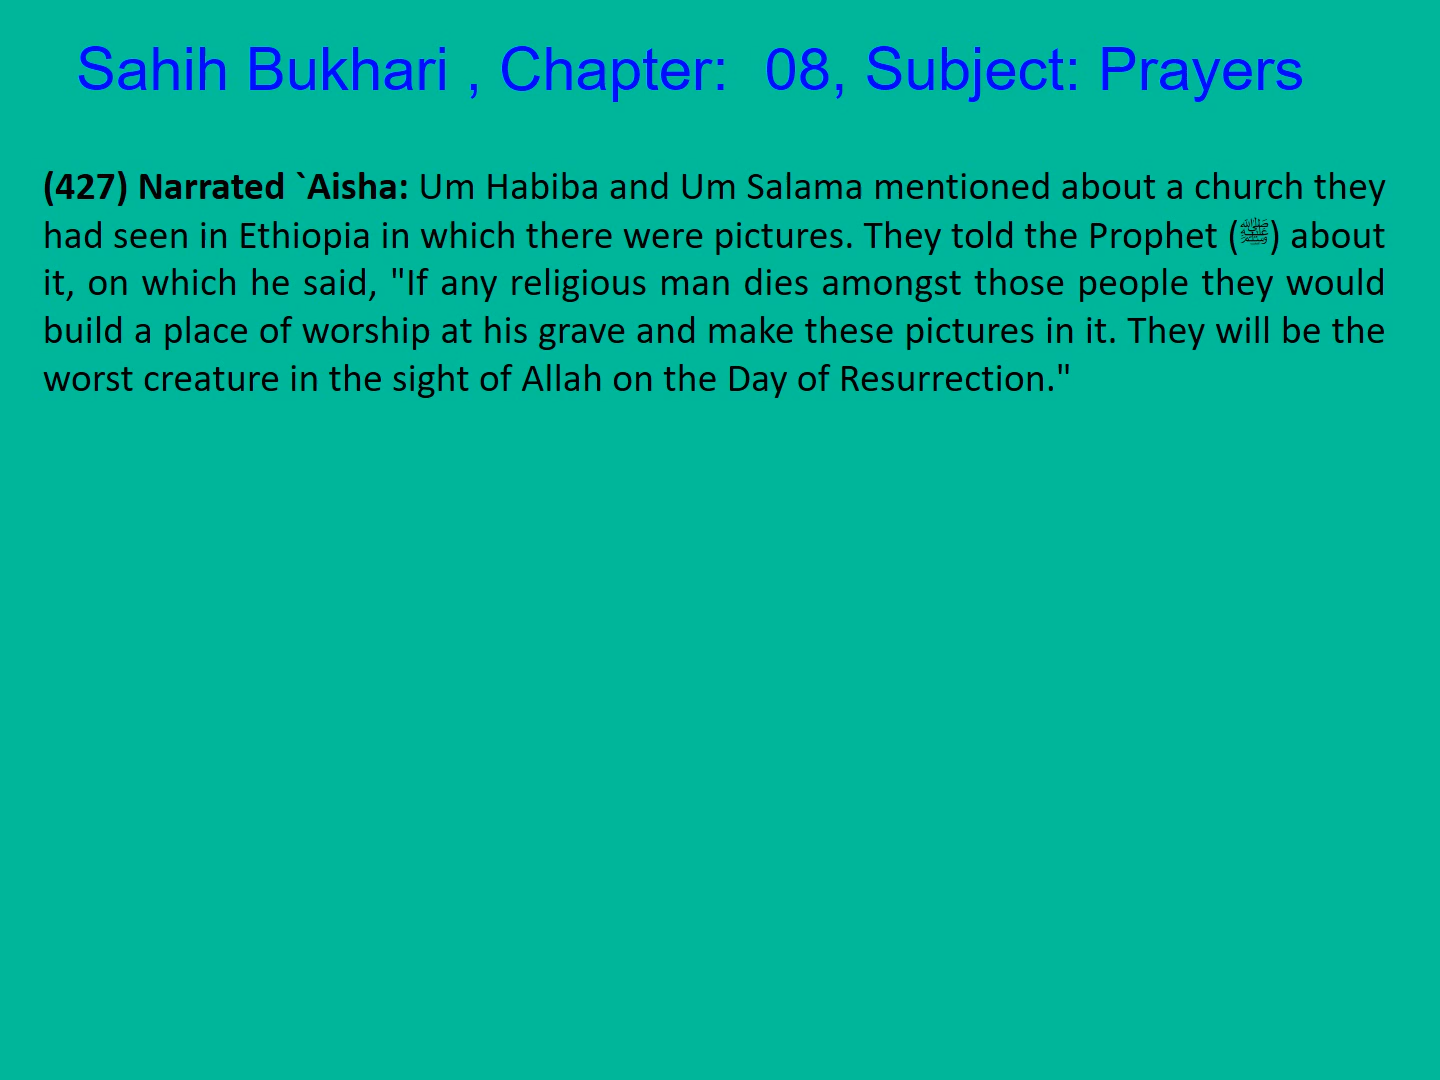 Sahih Bukhari , Chapter:  08, Subject: Prayers
(427) Narrated `Aisha: Um Habiba and Um Salama mentioned about a church they
had seen in Ethiopia in which there were pictures. They told the Prophet (ﷺ) about
it, on which he said, "If any religious man dies amongst those people they would
build a place of worship at his grave and make these pictures in it. They will be the
worst creature in the sight of Allah on the Day of Resurrection."